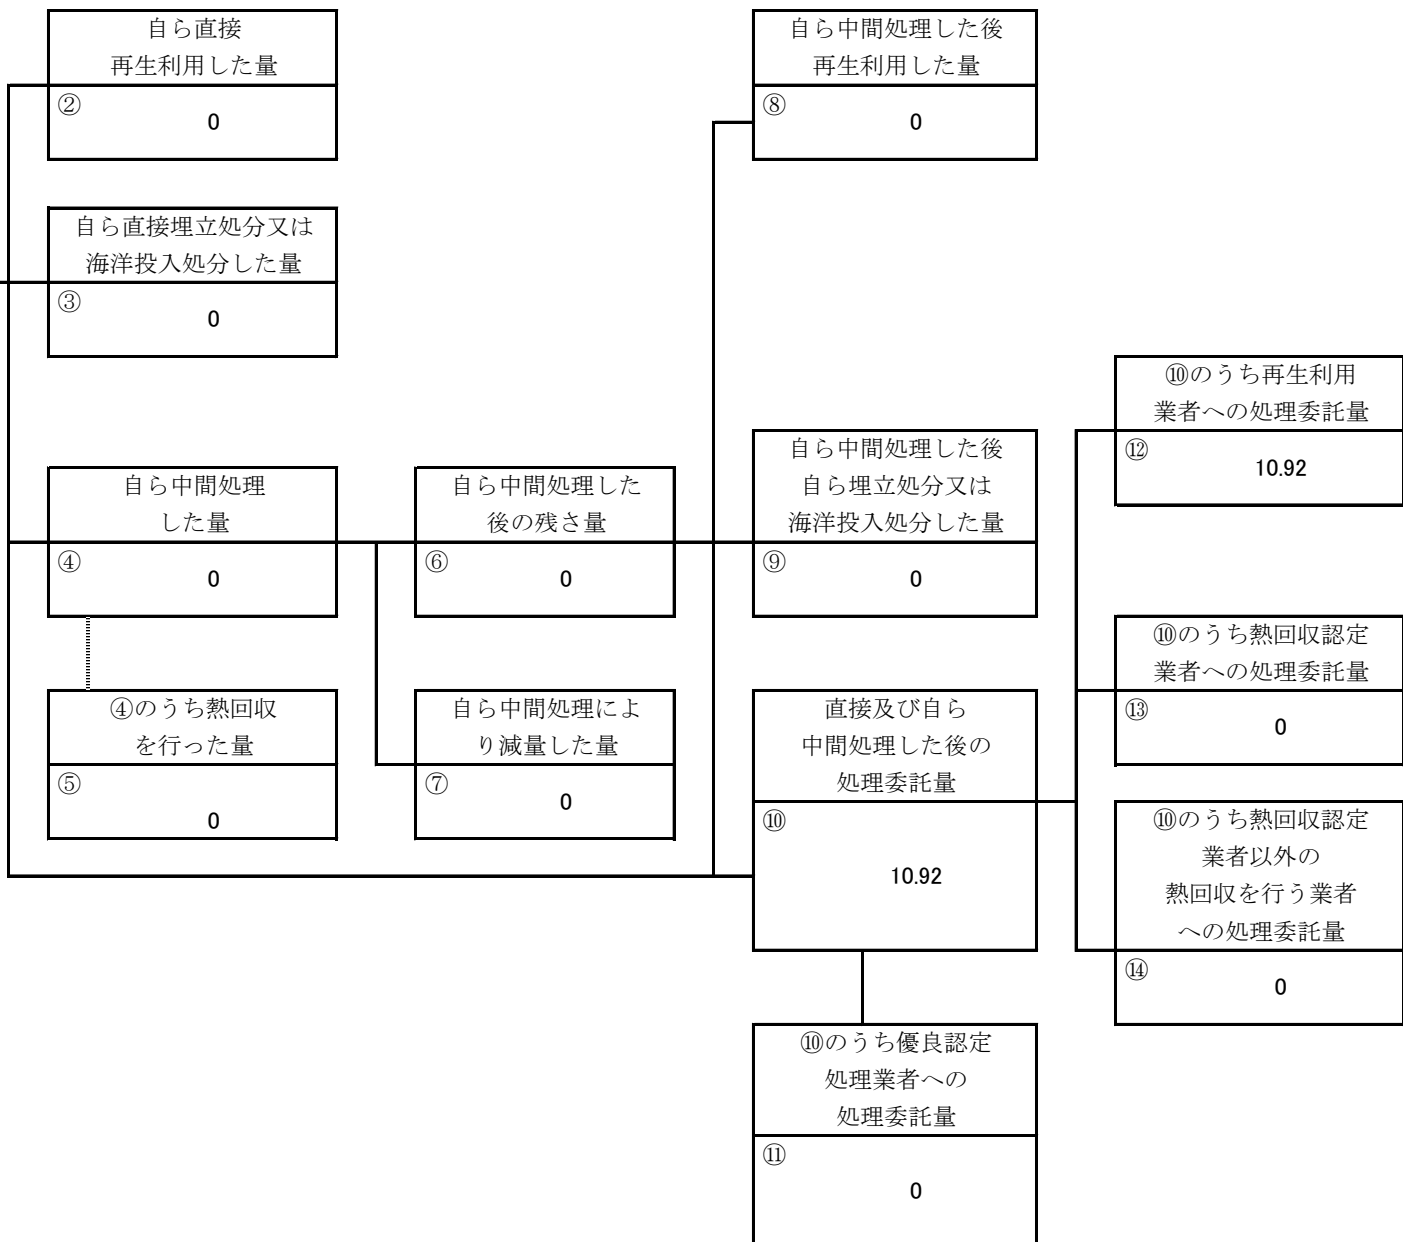 自ら直接
再生利用した量
②
0
自ら中間処理した後
再生利用した量
⑧
0
自ら直接埋立処分又は
海洋投入処分した量
③
0
⑩のうち再生利用
業者への処理委託量
⑫
10.92
自ら中間処理
した量
④
0
自ら中間処理した
後の残さ量
⑥
0
自ら中間処理した後
自ら埋立処分又は
海洋投入処分した量
⑨
0
⑩のうち熱回収認定
業者への処理委託量
⑬
0
④のうち熱回収
を行った量
⑤
0
自ら中間処理によ
り減量した量
⑦
0
直接及び自ら
中間処理した後の
処理委託量
⑩
10.92
⑩のうち熱回収認定
業者以外の
熱回収を行う業者
への処理委託量
⑭
0
⑩のうち優良認定
処理業者への
処理委託量
⑪
0